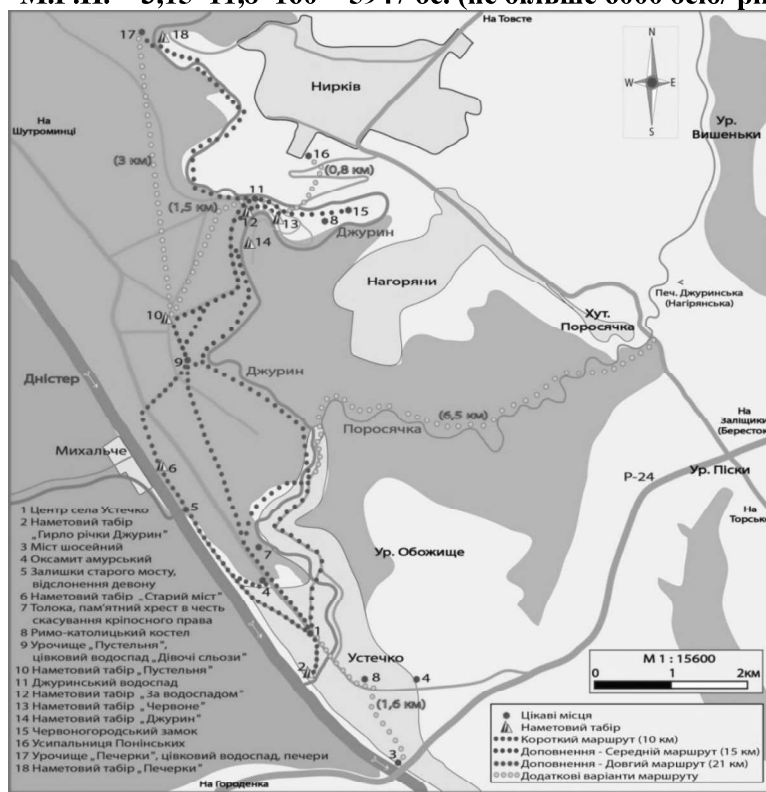 М.Г.П. = 3,15*11,8*160 = 5947 ос. (не більше 6000 осіб/ рік
На Товсте
17
18
Нирків
N
W
E
S
На
Шутроминці
Ур.
Вишеньки
(3 км)
16
(0,8 км)
11
(1,5 км)
15
12
13
8
Джурин
14
Нагоряни
<
Печ. Джуринська
(Нагірянська)
Хут.
Поросячка
10
9
Джурин
Дністер
(6,5 км)
Поросячка
На
Заліщики
(Бересток
Михальче
6
Р-24
Ур. Піски
На
Торське
5
Ур. Обожище
7
4
1
Устечко
2
8
4
(1,6 км)
3
На Городенка
1 Центр села Устечко
2 Наметовий табір
„Гирло річки Джурин"
3 Міст шосейний
4 Оксамит амурський
5 Залишки старого мосту,
відслонення девону
6 Наметовий табір „Старий міст"
7 Толока, пам'ятний хрест в честь
скасування кріпосного права
8 Римо-католицький костел
9 Урочище "Пустельня",
цівковий водоспад „Дівочі сльози"
10 Наметовий табір „Пустельня"
11 Джуринський водоспад
12 Наметовий табір „За водоспадом"
13 Наметовий табір „Червоне"
14 Наметовий табір „Джурин"
15 Червоногородський замок
16 Усипальниця Понінських
17 Урочище "Печерки", цівковий водоспад, печери
18 Наметовий табір "Печерки"
М 1 : 15600
0 1 2км
Цікаві місця
Наметовий табір
Короткий маршрут (10 км)
Доповнення - Середній маршрут (15 км)
Доповнення - Довгий маршрут (21 км)
Додаткові варіанти маршруту